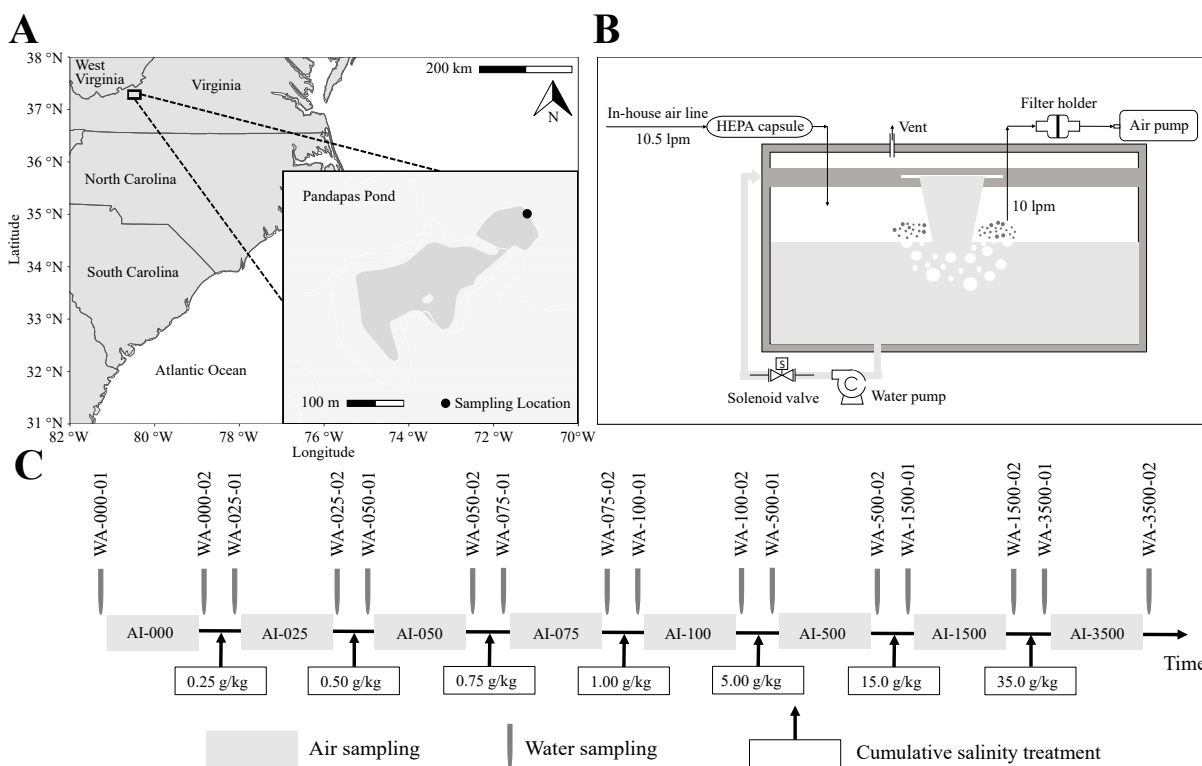 A
38 °N
37 °N
36 °N
35 °N
34 °N
33 °N
32 °N
31 °N
Latitude
82 °W
80 °W
78 °W
76 °W
74 °W
72 °W
70°W
Longitude
West
Virginia
Virginia
North Carolina
South Carolina
Atlantic Ocean
200 km
N
Pandapas Pond
100 m
Sampling Location
B
In-house air line
10.5 lpm
HEPA capsule
Vent
Filter holder
Air pump
10 lpm
S
C
Solenoid valve
Water pump
C
WA-000-01
WA-000-02
WA-025-01
WA-025-02
WA-050-01
WA-050-02
WA-075-01
WA-075-02
WA-100-01
WA-100-02
WA-500-01
WA-500-02
WA-1500-01
WA-1500-02
WA-3500-01
WA-3500-02
AI-000
AI-025
AI-050
AI-075
AI-100
AI-500
AI-1500
AI-3500
Time
0.25 g/kg
0.50 g/kg
0.75 g/kg
1.00 g/kg
5.00 g/kg
15.0 g/kg
35.0 g/kg
Air sampling
Water sampling
Cumulative salinity treatment